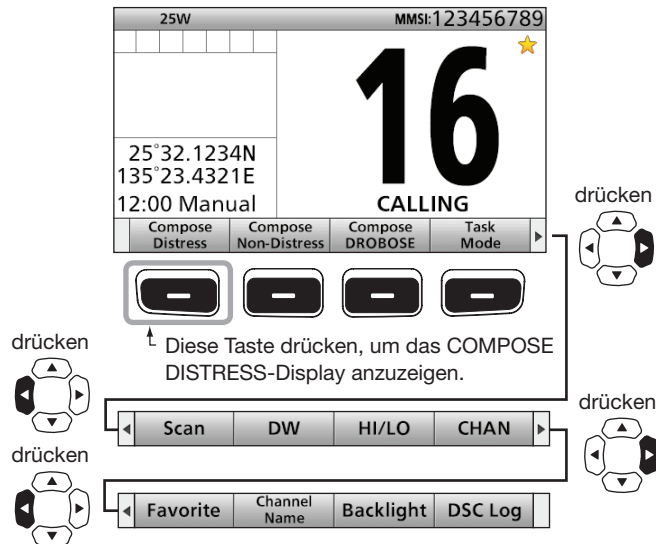 25W MMSI:123456789
16
25°32.1234N
135°23.4321E
12:00 Manual CALLING
Compose Distress Compose Non-Distress Compose DROBOSE Task Mode
drücken
Diese Taste drücken, um das COMPOSE
DISTRESS-Display anzuzeigen.
drücken
Scan DW HI/LO CHAN
drücken
drücken
Favorite Channel Name Backlight DSC Log